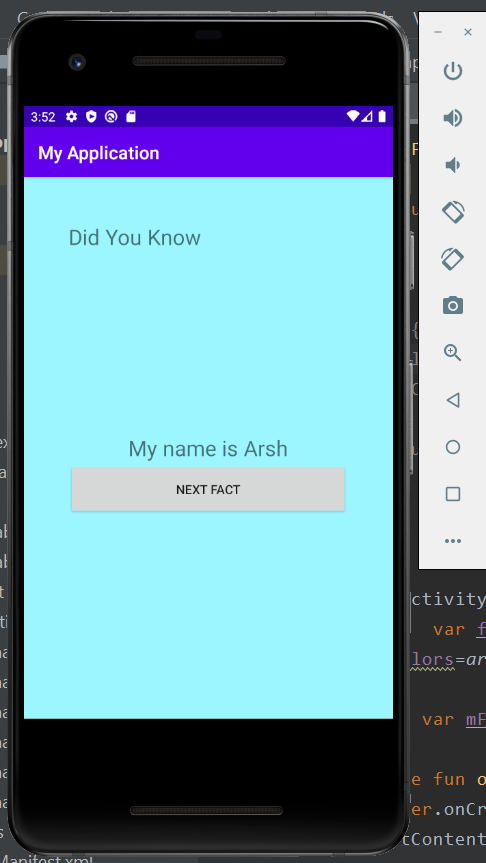 3:52
My Application
Did You Know
My name is Arsh
NEXT FACT
ctivity
var f
lors=ar
var mF
e fun o
er.onCr
tContent
Manifest.xml